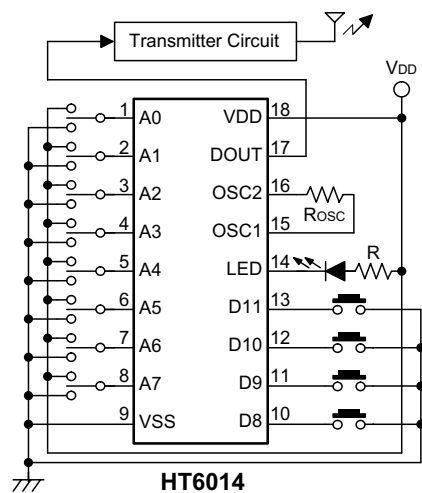 Transmitter Circuit
VDD
1 A0 VDD 18
2 A1 DOUT 17
3 A2 OSC2 16
ROSC
4 A3 OSC1 15
5 A4 LED 14 R
6 A5 D11 13
7 A6 D10 12
8 A7 D9 11
9 VSS D8 10
HT6014